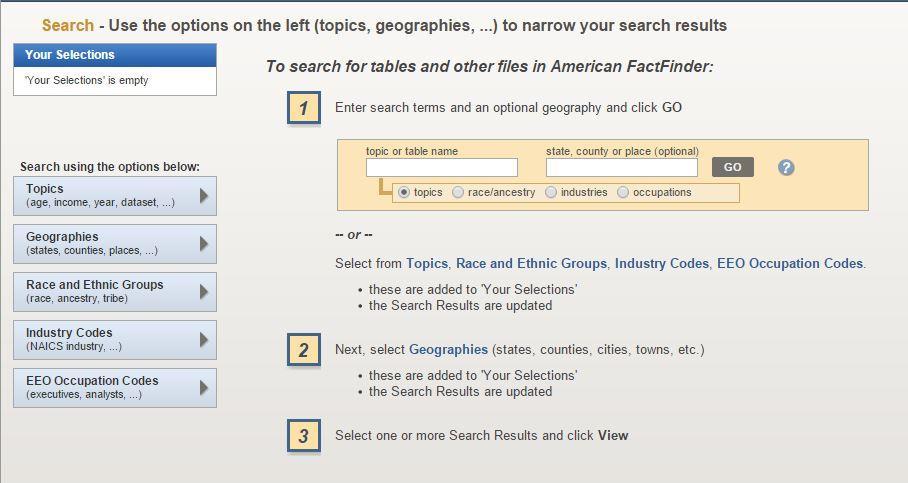 Search - Use the options on the left (topics, geographies, ...) to narrow your search results
Your Selections
'Your Selections' is empty
Search using the options below:
Topics
(age, income, year, dataset, ...)
Geographies
(states, counties, places, ...)
Race and Ethnic Groups
(race, ancestry, tribe)
Industry Codes
(NAICS industry, ...)
EEO Occupation Codes
(executives, analysts, ...)
To search for tables and other files in American FactFinder:
1 Enter search terms and an optional geography and click GO
topic or table name state, county or place (optional)
GO ?
topics race/ancestry industries occupations
-- or --
Select from Topics, Race and Ethnic Groups, Industry Codes, EEO Occupation Codes.
• these are added to 'Your Selections'
• the Search Results are updated
2 Next, select Geographies (states, counties, cities, towns, etc.)
• these are added to 'Your Selections'
• the Search Results are updated
3 Select one or more Search Results and click View